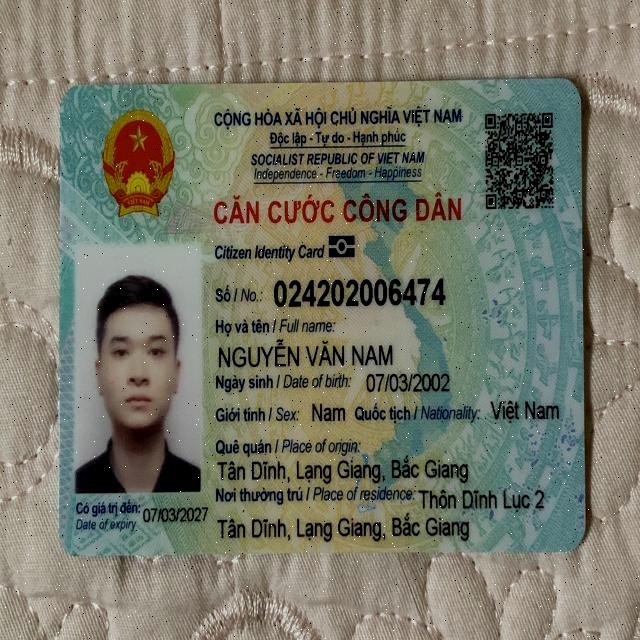 CỘNG HÒA XÃ HỘI CHỦ NGHĨA VIỆT NAM
Độc lập - Tự do - Hạnh phúc
SOCIALIST REPUBLIC OF VIET NAM
Independence - Freedom - Happiness
CĂN CƯỚC CÔNG DÂN
Citizen Identity Card
Số / No.: 024202006474
Họ và tên / Full name:
NGUYỄN VĂN NAM
Ngày sinh / Date of birth: 07/03/2002
Giới tính / Sex: Nam Quốc tịch / Nationality: Việt Nam
Quê quán / Place of origin:
Tân Dĩnh, Lạng Giang, Bắc Giang
Nơi thường trú / Place of residence: Thôn Dĩnh Lục 2
Tân Dĩnh, Lạng Giang, Bắc Giang
Có giá trị đến: 07/03/2027
Date of expiry: